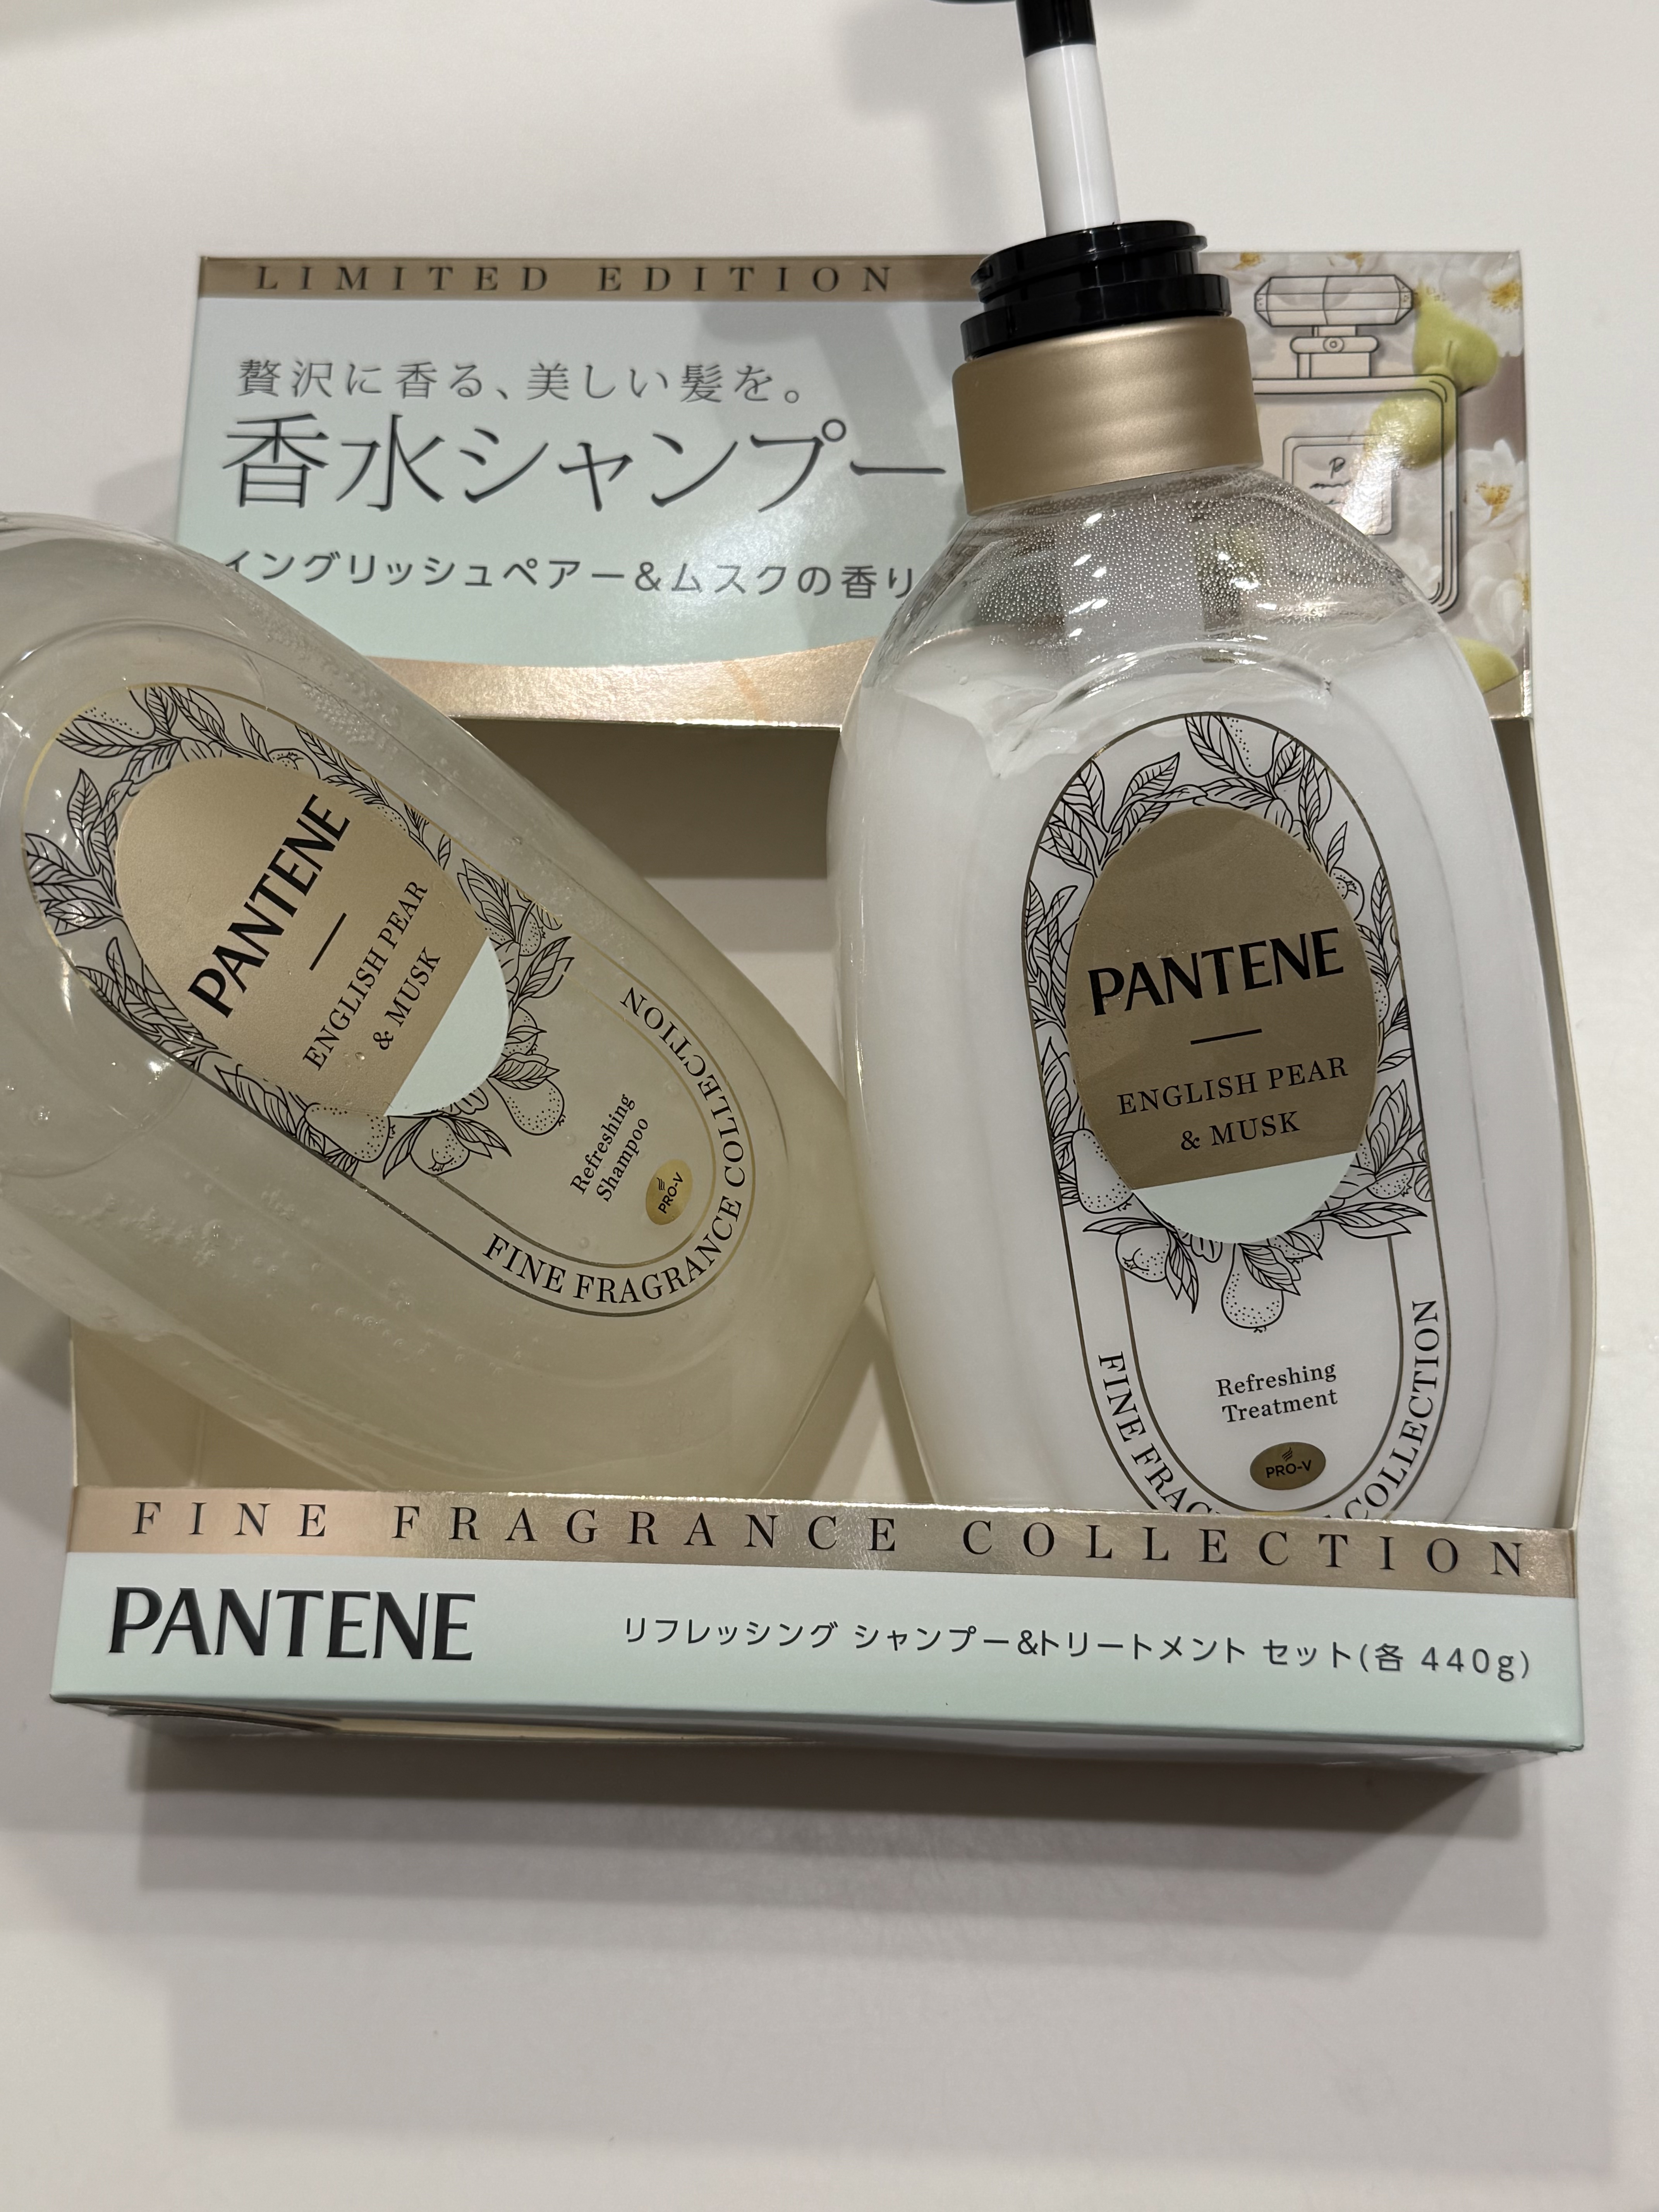 LIMITED EDITION
贅沢に香る、美しい髪を。
香水シャンプー
イングリッシュペアー&ムスクの香り
PANTENE
ENGLISH PEAR
& MUSK
Refreshing
Shampoo
PRO-V
FINE FRAGRANCE COLLECTION
PANTENE
ENGLISH PEAR
& MUSK
Refreshing
Treatment
PRO-V
FINE FRAG COLLECTION
FINE FRAGRANCE COLLECTION
PANTENE
リフレッシング シャンプー&トリートメント セット(各 440g)